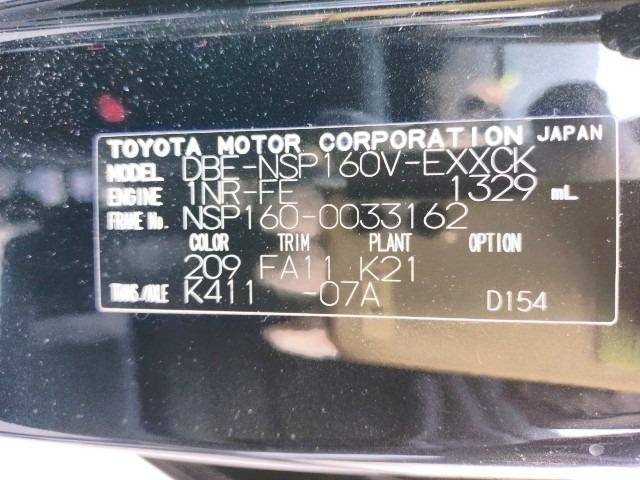 TOYOTA MOTOR CORPORATION JAPAN
MODEL DBE-NSP160V-EXXCK
ENGINE 1NR-FE 1329 mL
FRAME No. NSP160-0033162
COLOR TRIM PLANT OPTION
209 FA11 K21
TRANS./AXLE K411 -07A D154